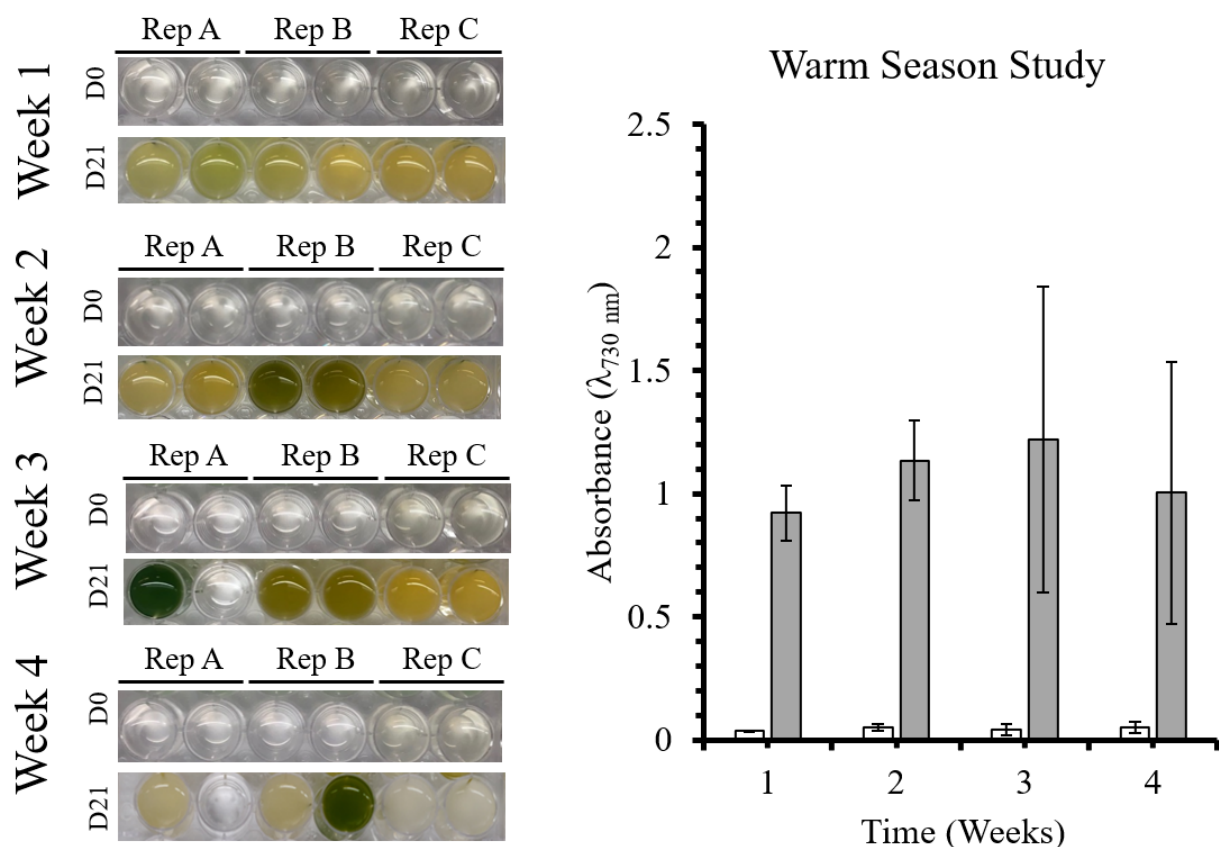 Week 1
Rep A Rep B Rep C
D0
D21
Week 2
Rep A Rep B Rep C
D0
D21
Week 3
Rep A Rep B Rep C
D0
D21
Week 4
Rep A Rep B Rep C
D0
D21
Warm Season Study
Absorbance (λ730 nm)
2.5
2
1.5
1
0.5
0
1 2 3 4
Time (Weeks)